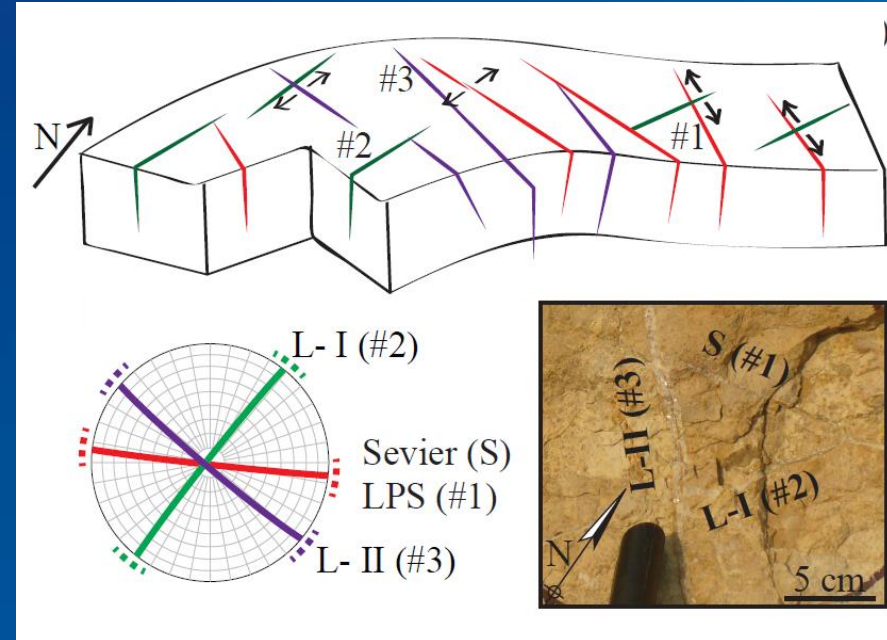 )
#3
N
#2
#1
L- I (#2)
Sevier (S)
LPS (#1)
L- II (#3)
S (#1)
L-II (#3)
L-I (#2)
N
5 cm